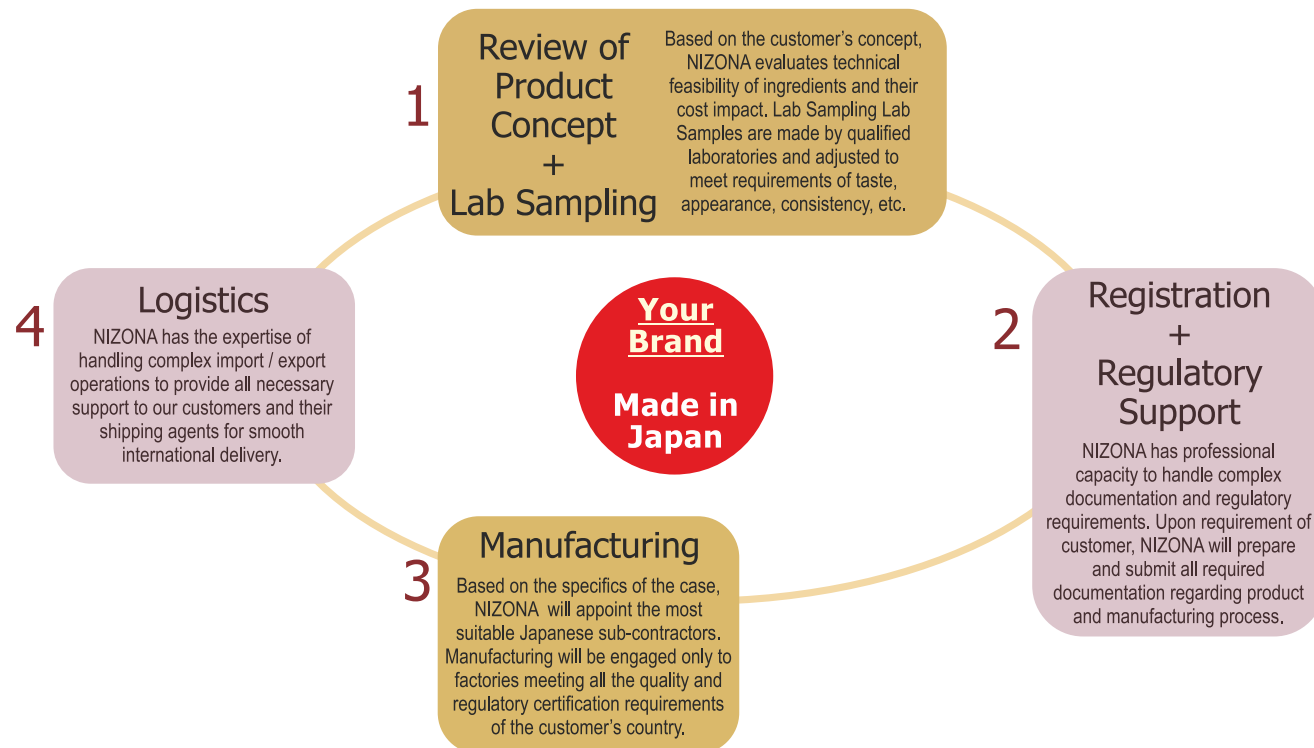 1
Review of
Product
Concept
+
Lab Sampling
Based on the customer’s concept,
NIZONA evaluates technical
feasibility of ingredients and their
cost impact. Lab Sampling Lab
Samples are made by qualified
laboratories and adjusted to
meet requirements of taste,
appearance, consistency, etc.
2
Registration
+
Regulatory
Support
NIZONA has professional
capacity to handle complex
documentation and regulatory
requirements. Upon requirement of
customer, NIZONA will prepare
and submit all required
documentation regarding product
and manufacturing process.
3
Manufacturing
Based on the specifics of the case,
NIZONA will appoint the most
suitable Japanese sub-contractors.
Manufacturing will be engaged only to
factories meeting all the quality and
regulatory certification requirements
of the customer’s country.
4
Logistics
NIZONA has the expertise of
handling complex import / export
operations to provide all necessary
support to our customers and their
shipping agents for smooth
international delivery.
Your
Brand
Made in
Japan